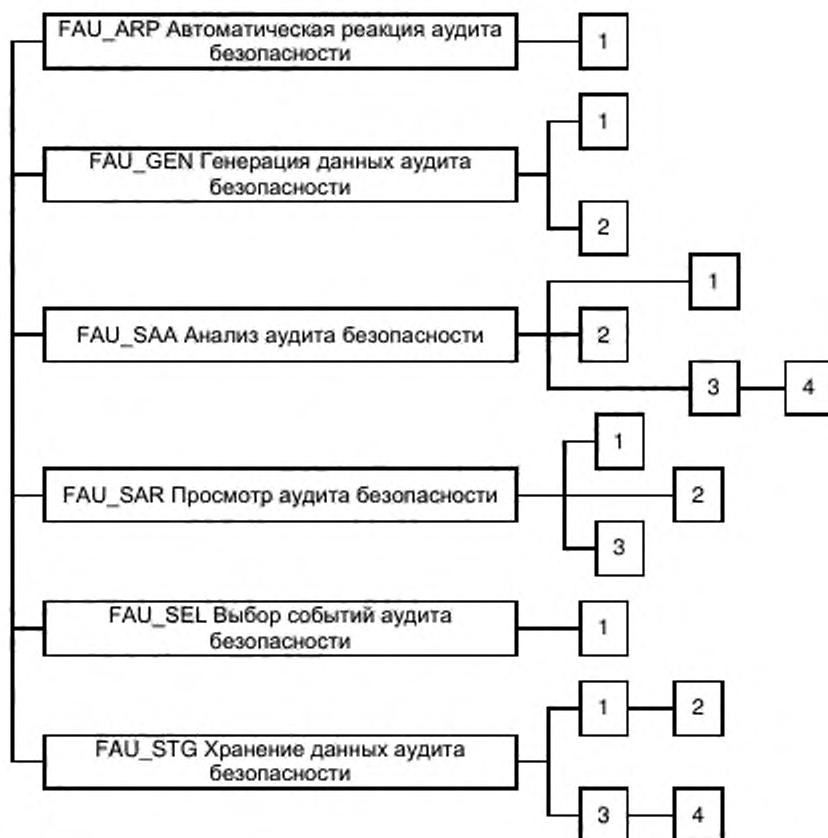 FAU_ARP Автоматическая реакция аудита
безопасности
1
FAU_GEN Генерация данных аудита
безопасности
1
2
FAU_SAA Анализ аудита безопасности
1
2
3
4
FAU_SAR Просмотр аудита безопасности
1
2
3
FAU_SEL Выбор событий аудита
безопасности
1
FAU_STG Хранение данных аудита
безопасности
1
2
3
4